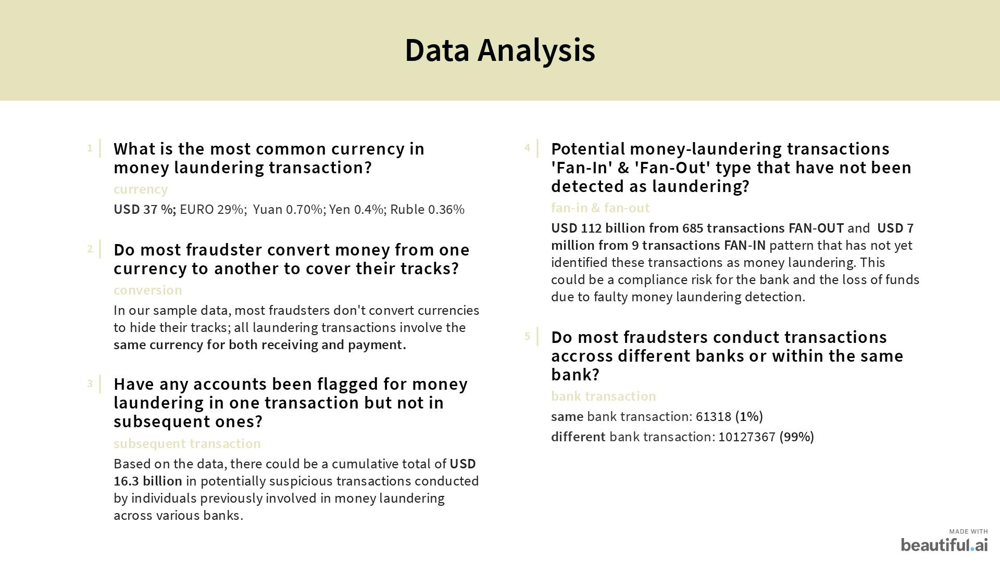 Data Analysis
1
What is the most common currency in
money laundering transaction?
currency
USD 37 %; EURO 29%;  Yuan 0.70%; Yen 0.4%; Ruble 0.36%
2
Do most fraudster convert money from one
currency to another to cover their tracks?
conversion
In our sample data, most fraudsters don't convert currencies
to hide their tracks; all laundering transactions involve the
same currency for both receiving and payment.
3
Have any accounts been flagged for money
laundering in one transaction but not in
subsequent ones?
subsequent transaction
Based on the data, there could be a cumulative total of USD
16.3 billion in potentially suspicious transactions conducted
by individuals previously involved in money laundering
across various banks.
4
Potential money-laundering transactions
'Fan-In' & 'Fan-Out' type that have not been
detected as laundering?
fan-in & fan-out
USD 112 billion from 685 transactions FAN-OUT and  USD 7
million from 9 transactions FAN-IN pattern that has not yet
identified these transactions as money laundering. This
could be a compliance risk for the bank and the loss of funds
due to faulty money laundering detection.
5
Do most fraudsters conduct transactions
accross different banks or within the same
bank?
bank transaction
same bank transaction: 61318 (1%)
different bank transaction: 10127367 (99%)
MADE WITH
beautiful.ai